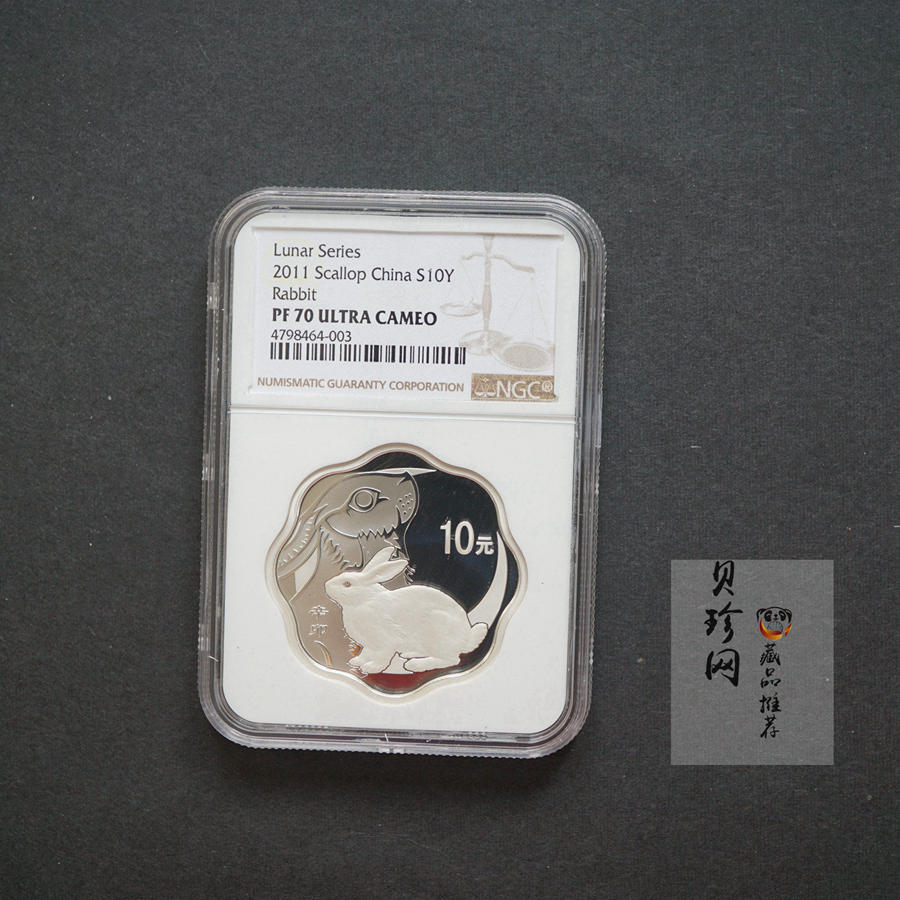 Lunar Series
2011 Scallop China S10Y
Rabbit
PF 70 ULTRA CAMEO
4798464-003
NUMISMATIC GUARANTY CORPORATION
NGC®
10元
辛
卯
贝珍网
藏品推荐